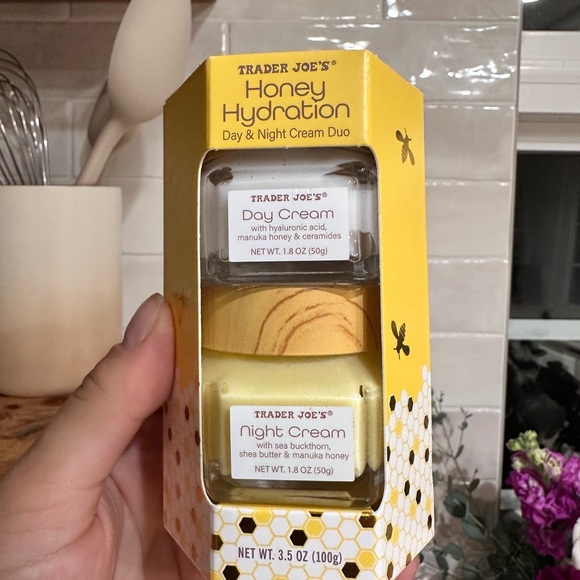 TRADER JOE'S®
Honey
Hydration
Day & Night Cream Duo
TRADER JOE'S®
Day Cream
with hyaluronic acid,
manuka honey & ceramides
NET WT. 1.8 OZ (50g)
TRADER JOE'S®
Night Cream
with sea buckthorn,
shea butter & manuka honey
NET WT. 1.8 OZ (50g)
NET WT. 3.5 OZ (100g)